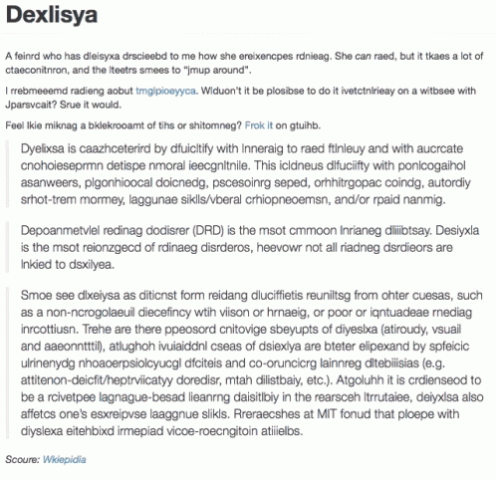 Dexlisya
A feinrd who has dleisyxa drscieebd to me how she ereixencpes rdnieag. She can raed, but it tkaes a lot of
ctaeconitnron, and the lteetrs smees to "jmup around".
I rrebmeeemd radieng aobut tmglpioeyyca. Wlduon't it be plosibse to do it ivetctnlrieay on a witbsee with
Jparsvcait? Srue it would.
Feel lkie miknag a bklekrooamt of tihs or shitomneg? Frok it on gtuihb.
Dyelixsa is caazhceterird by dfuicltify with lnneraig to raed ftlnleuy and with aucrcate
cnohoieseprmn detispe nmoral ieecgnltnile. This icldneus dlfuciifty with ponlcogaihol
asanweers, plgonhioocal doicnedg, pscesoinrg seped, orhhitrgopac coindg, autordiy
srhot-trem mormey, laggunae siklls/vberal crhiopneoemsn, and/or rpaid nanmig.
Depoanmetvlel redinag dodisrer (DRD) is the msot cmmoon lnrianeg dliiibtsay. Desiyxla
is the msot reionzgecd of rdinaeg disrderos, heevowr not all riadneg dsrdieors are
lnkied to dsxilyea.
Smoe see dlxeiysa as diticnst form reidang dluciffietis reuniltsg from ohter cuesas, such
as a non-ncrogolaeuil diecefincy wtih viison or hrnaeig, or poor or iqntuadeae rnediag
inrcottiusn. Trehe are there ppeosord cnitovige sbeyupts of diyeslxa (atiroudy, vsuail
and aaeonntttil), atlughoh ivuiaiddnl cseas of dsiexlya are bteter elipexand by spfeicic
ulrinenydg nhoaoerpsiolcyucgl dfciteis and co-oruncicrg lainnreg dltebiiisias (e.g.
attitenon-deicfit/heptrviicatyy doredisr, mtah dilistbaiy, etc.). Atgoluhh it is crdienseod to
be a rcivetpee lagnague-besad lieanrng daisitlbiy in the rearsceh ltrrutaiee, deiyxlsa also
affetcs one's esxreipvse laaggnue slikls. Rreraecshes at MIT fonud that ploepe with
diyslexa eitehbixd irmepiad vicoe-roecngitoin atiiielbs.
Scoure: Wkiepidia